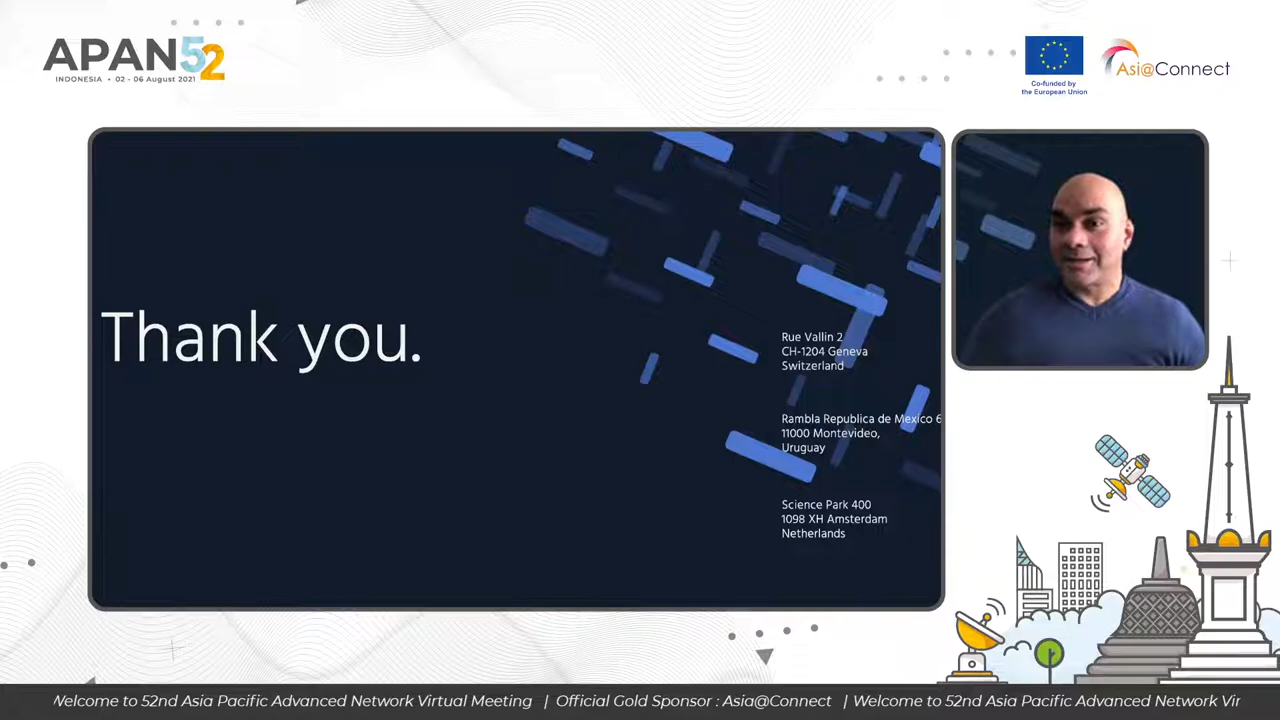 APAN52
INDONESIA • 02 - 06 August 2021
Co-funded by
the European Union
Asi@Connect
Thank you.
Rue Vallin 2
CH-1204 Geneva
Switzerland
Rambla Republica de Mexico 6
11000 Montevideo,
Uruguay
Science Park 400
1098 XH Amsterdam
Netherlands
Welcome to 52nd Asia Pacific Advanced Network Virtual Meeting | Official Gold Sponsor : Asia@Connect | Welcome to 52nd Asia Pacific Advanced Network Vir